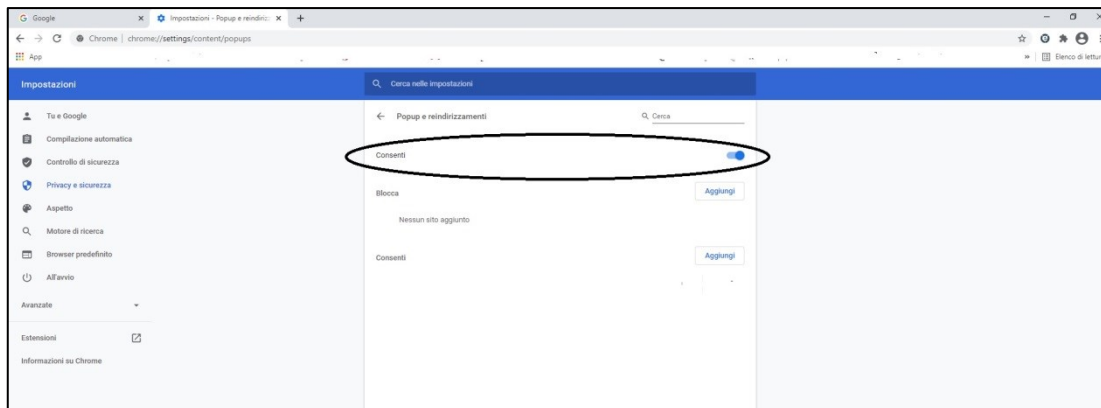 Google
Impostazioni - Popup e reindiriz
Chrome | chrome://settings/content/popups
App
Elenco di lettur
Impostazioni
Cerca nelle impostazioni
Tu e Google
Compilazione automatica
Controllo di sicurezza
Privacy e sicurezza
Aspetto
Motore di ricerca
Browser predefinito
All'avvio
Avanzate
Estensioni
Informazioni su Chrome
Popup e reindirizzamenti
Cerca
Consenti
Blocca
Aggiungi
Nessun sito aggiunto
Consenti
Aggiungi